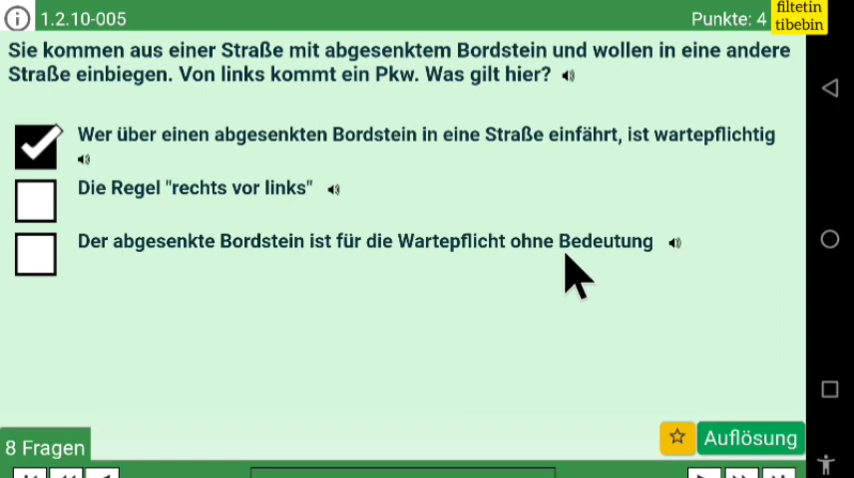 1.2.10-005
Punkte: 4
filtetin
tibebin
Sie kommen aus einer Straße mit abgesenktem Bordstein und wollen in eine andere
Straße einbiegen. Von links kommt ein Pkw. Was gilt hier?
Wer über einen abgesenkten Bordstein in eine Straße einfährt, ist wartepflichtig
Die Regel "rechts vor links"
Der abgesenkte Bordstein ist für die Wartepflicht ohne Bedeutung
8 Fragen
Auflösung